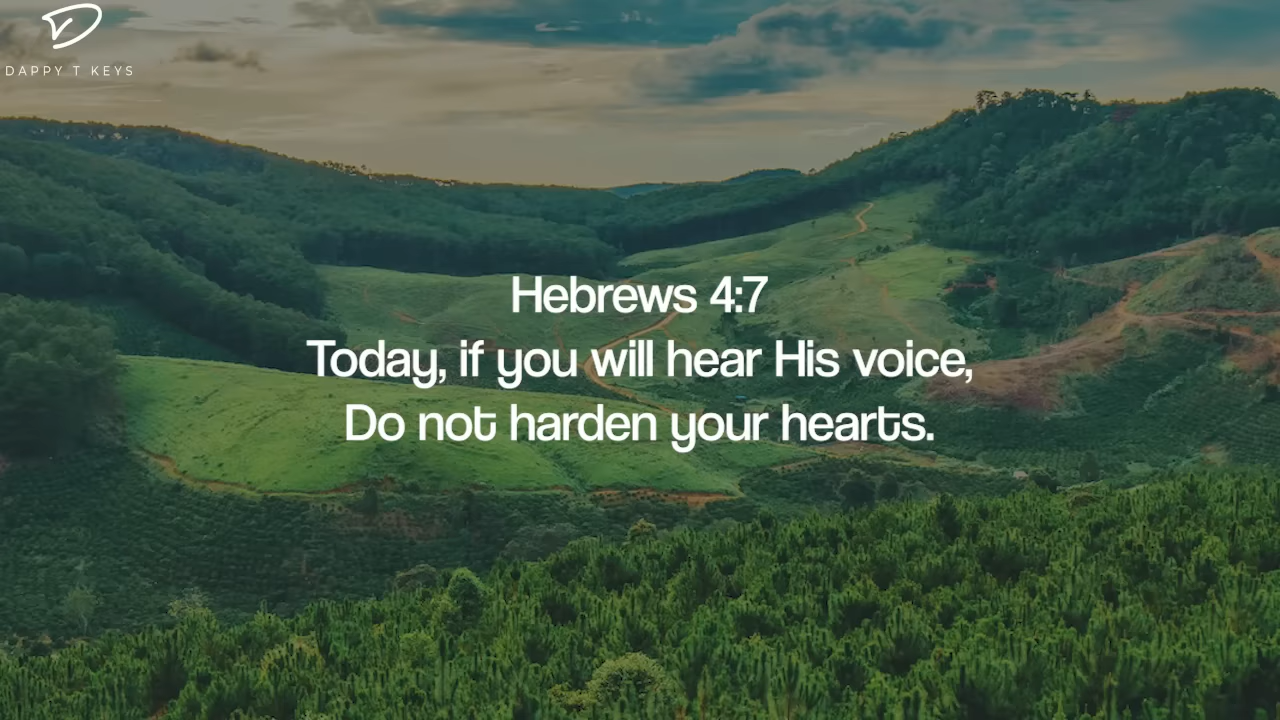 DAPPY T KEYS
Hebrews 4:7
Today, if you will hear His voice,
Do not harden your hearts.